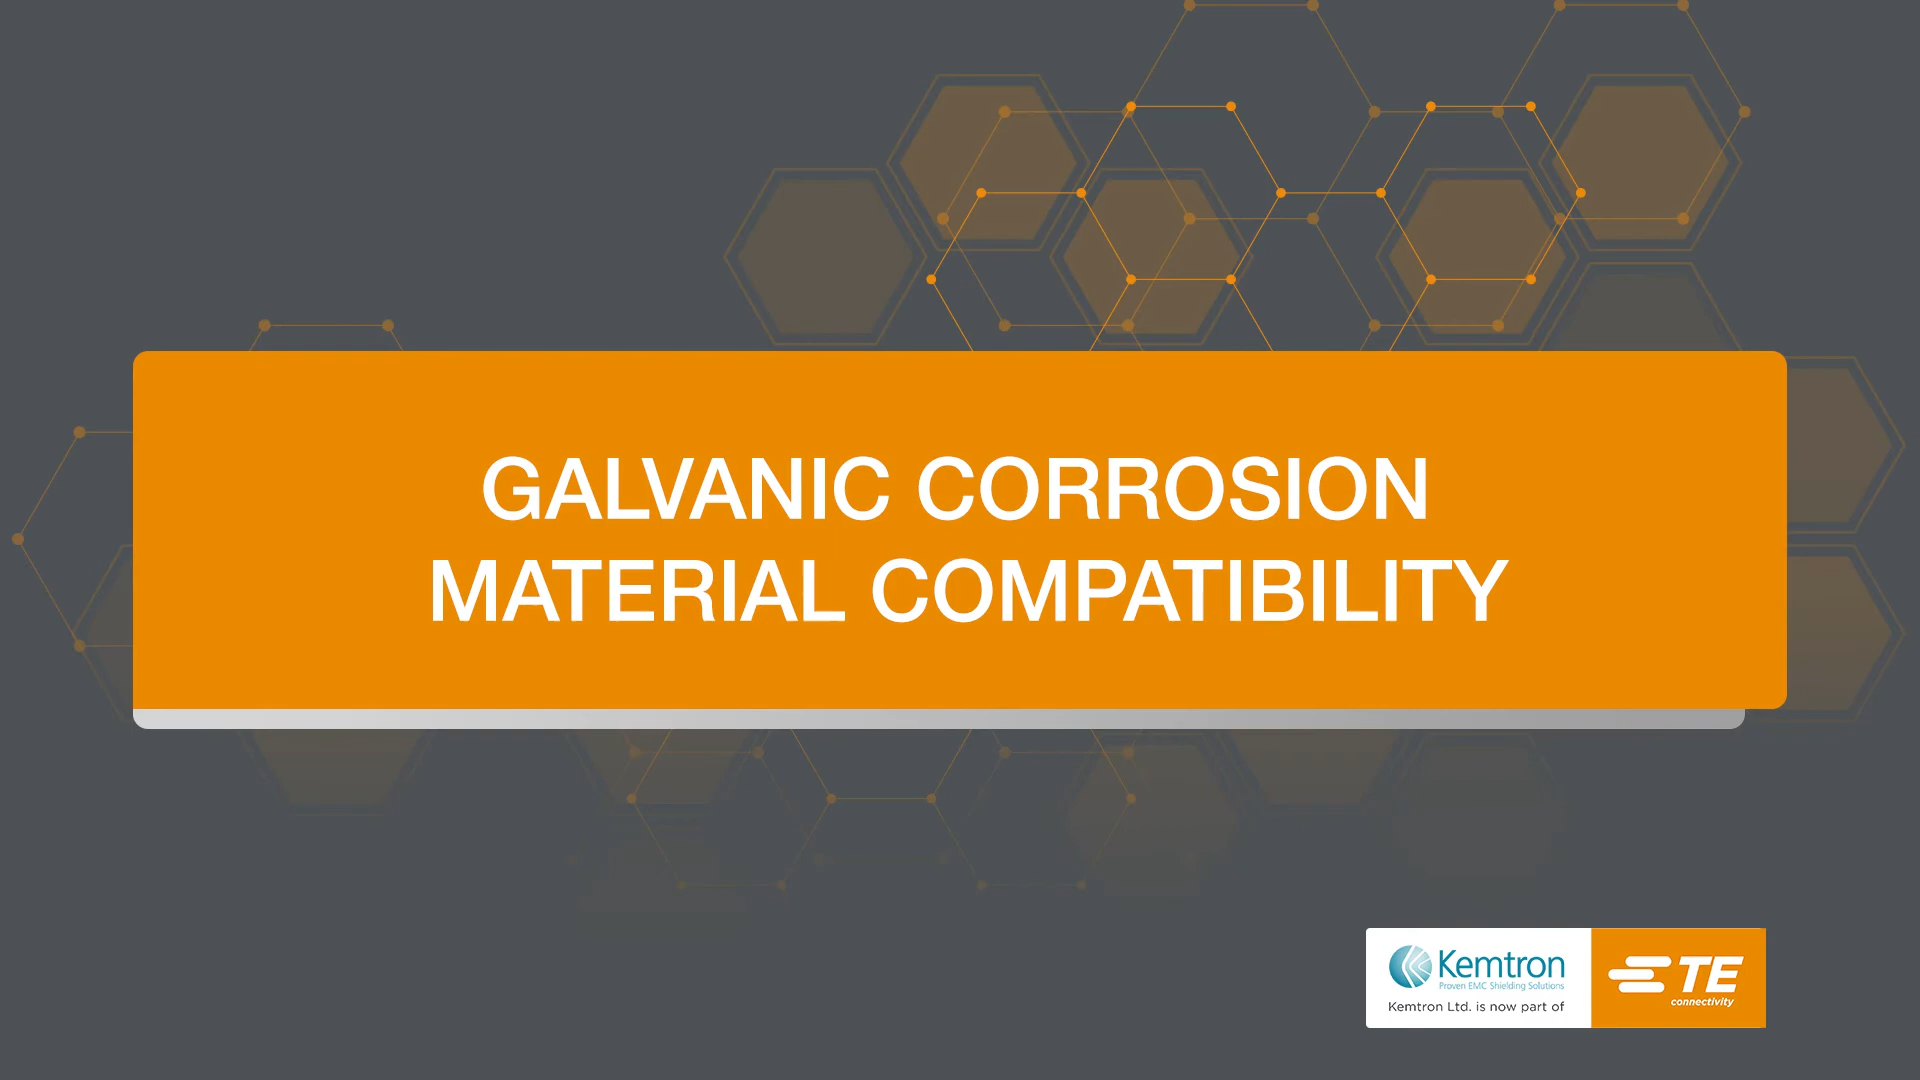 GALVANIC CORROSION
MATERIAL COMPATIBILITY
Kemtron
Proven EMC Shielding Solutions
Kemtron Ltd. is now part of
TE
connectivity